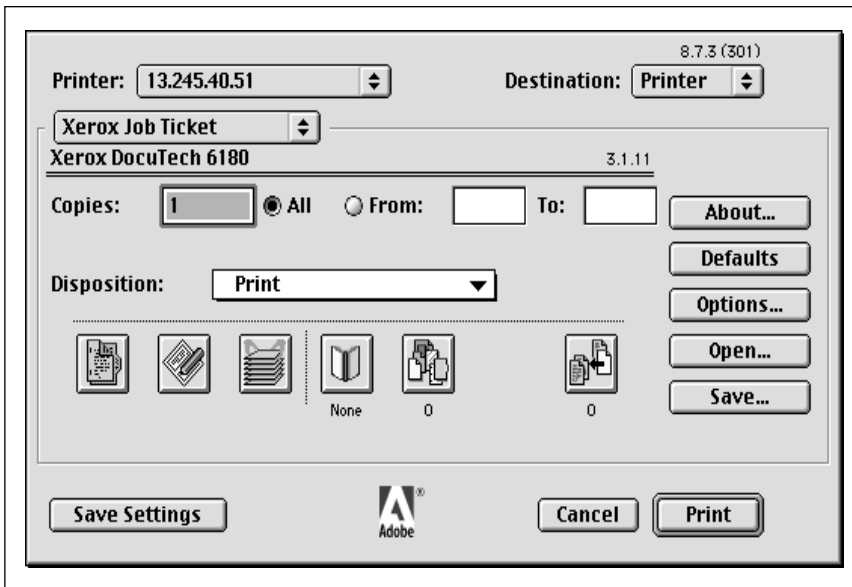 8.7.3 (301)
Printer: 13.245.40.51 Destination: Printer
Xerox Job Ticket
Xerox DocuTech 6180 3.1.11
Copies: 1 All From: To:
About...
Defaults
Disposition: Print
Options...
Open...
Save...
None 0 0
Save Settings Adobe® Cancel Print